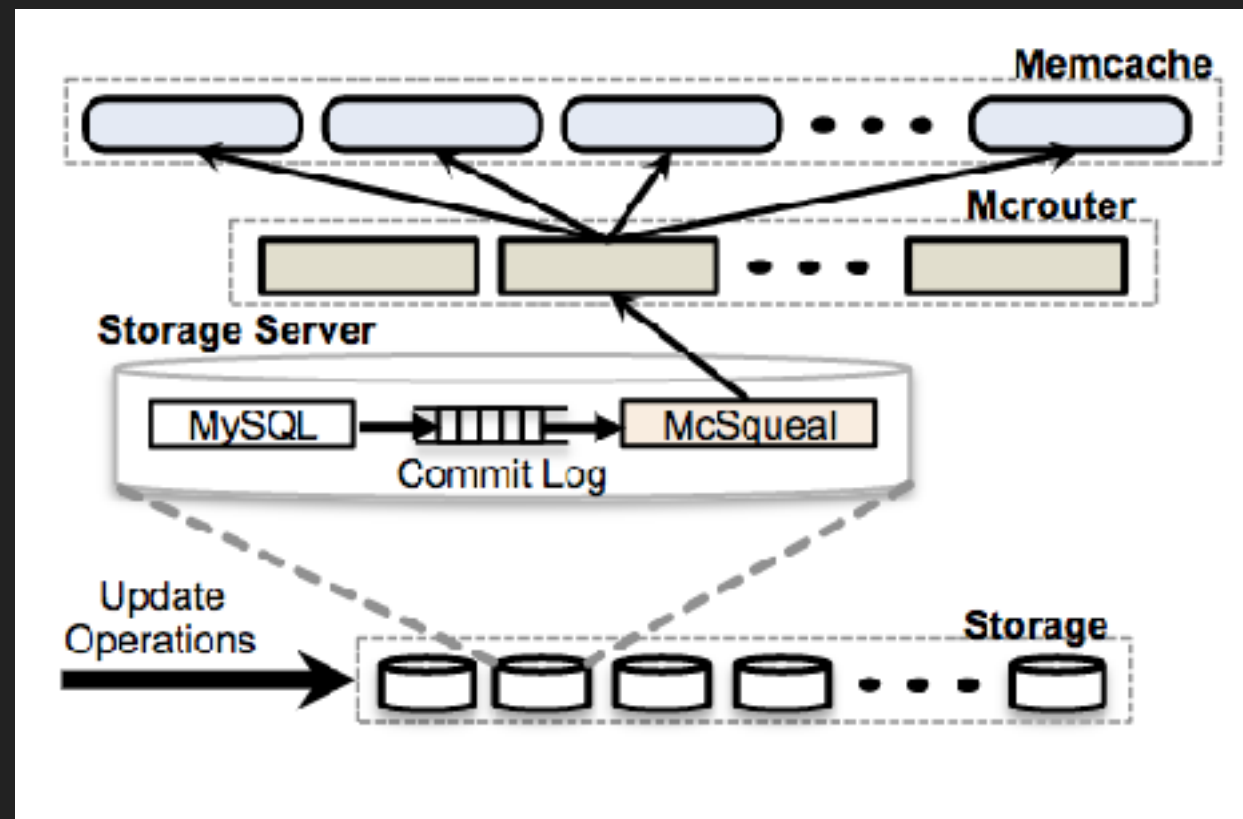 Memcache
Mcrouter
Storage Server
MySQL
McSqueal
Commit Log
Update
Operations
Storage